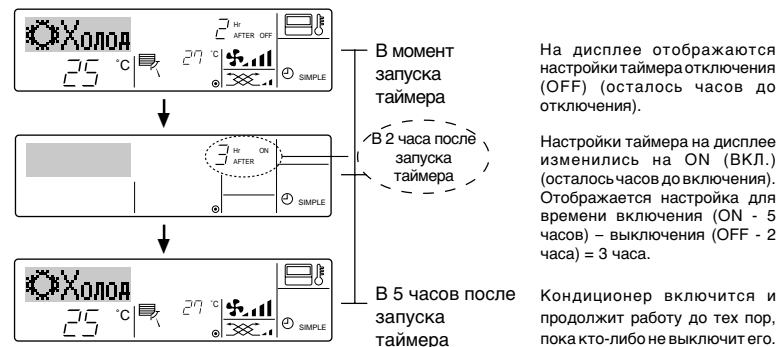 Холод
2 Hr
AFTER OFF
25 °C
27 °C
SIMPLE
В момент
запуска
таймера
На дисплее отображаются
настройки таймера отключения
(OFF) (осталось часов до
отключения).
3 Hr ON
AFTER
SIMPLE
В 2 часа после
запуска
таймера
Настройки таймера на дисплее
изменились на ON (ВКЛ.)
(осталось часов до включения).
Отображается настройка для
времени включения (ON - 5
часов) – выключения (OFF - 2
часа) = 3 часа.
Холод
25 °C
27 °C
SIMPLE
В 5 часов после
запуска
таймера
Кондиционер включится и
продолжит работу до тех пор,
пока кто-либо не выключит его.